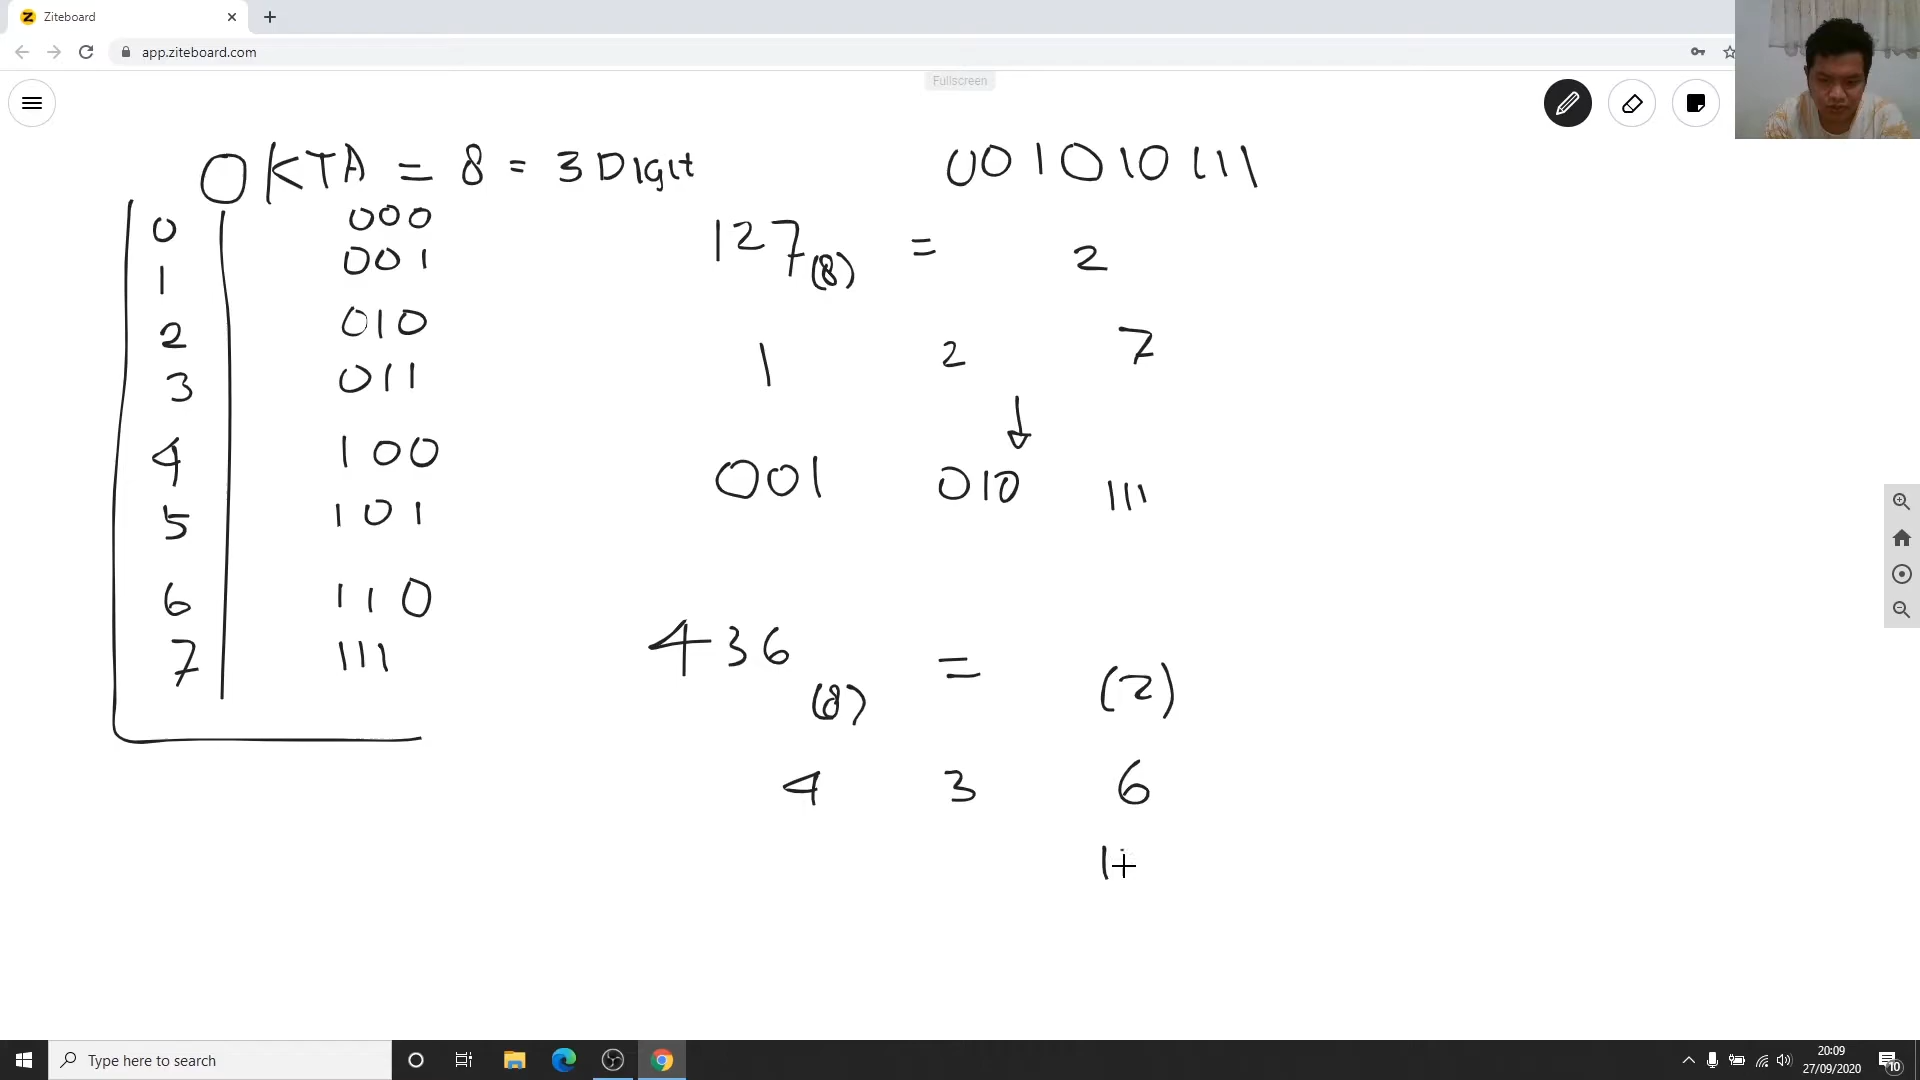 Ziteboard
app.ziteboard.com
Fullscreen
OKTA = 8 = 3 Digit
001010111
0 000
1 001
2 010
3 011
4 100
5 101
6 110
7 111
127(8) = 2
1 2 7
001 010 111
436(8) = (2)
4 3 6
1
Type here to search
20:09
27/09/2020
10